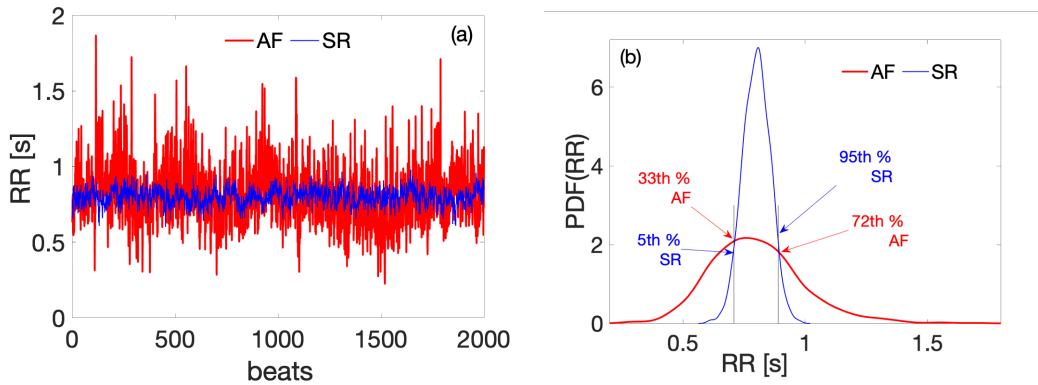 2
1.5
1
0.5
0
RR [s]
AF SR
(a)
0 500 1000 1500 2000
beats
6
4
2
0
PDF(RR)
(b)
AF SR
33th %
AF
95th %
SR
5th %
SR
72th %
AF
0.5 1 1.5
RR [s]